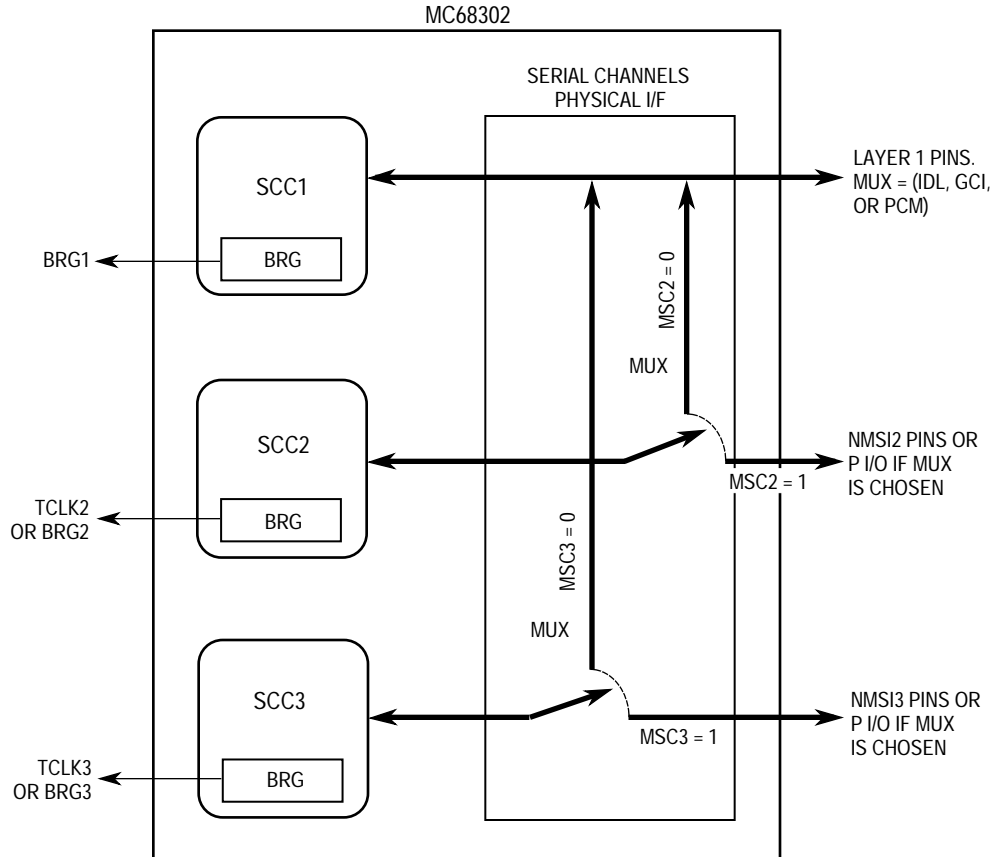 MC68302
SERIAL CHANNELS
PHYSICAL I/F
SCC1
BRG
BRG1
LAYER 1 PINS.
MUX = (IDL, GCI,
OR PCM)
MSC2 = 0
MUX
SCC2
BRG
TCLK2
OR BRG2
NMSI2 PINS OR
P I/O IF MUX
IS CHOSEN
MSC2 = 1
MSC3 = 0
MUX
SCC3
BRG
TCLK3
OR BRG3
NMSI3 PINS OR
P I/O IF MUX
IS CHOSEN
MSC3 = 1